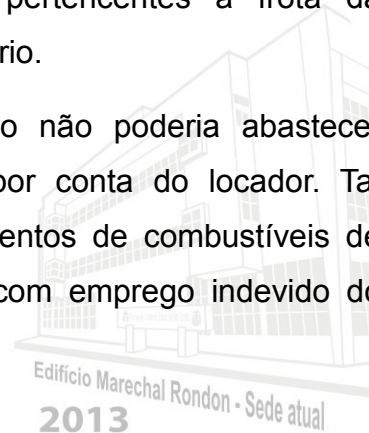 pertencentes à frota da
rio.
o não poderia abastece
por conta do locador. Ta
entos de combustíveis de
com emprego indevido do
Edifício Marechal Rondon - Sede atual
2013